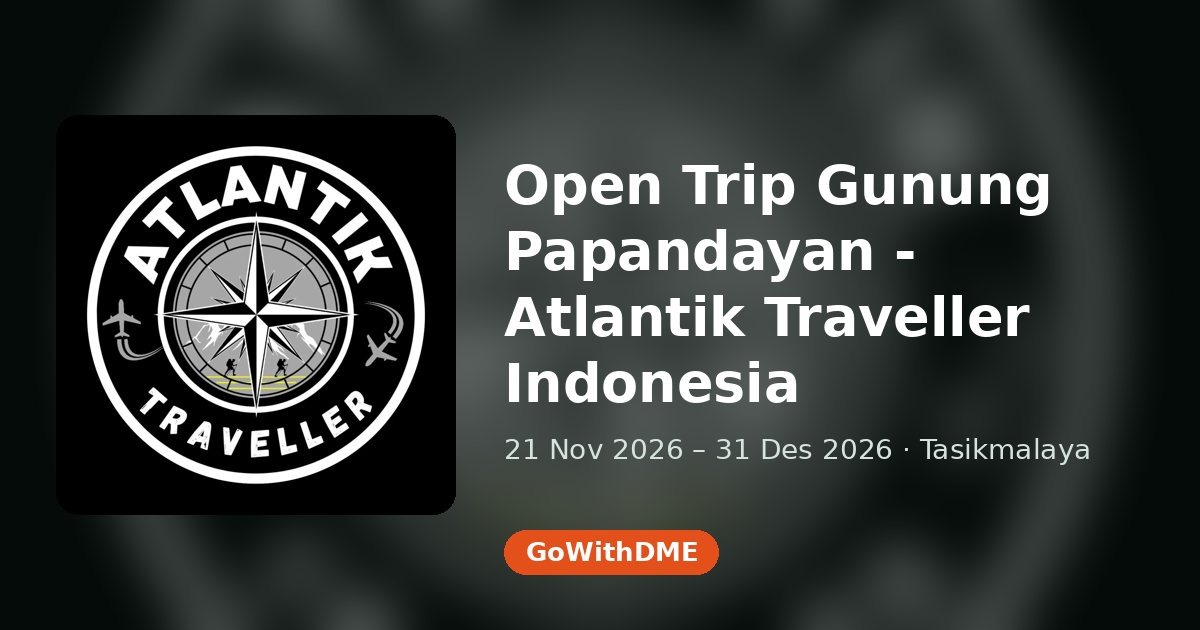 ATLANTIK
TRAVELLER
Open Trip Gunung
Papandayan -
Atlantik Traveller
Indonesia
21 Nov 2026 – 31 Des 2026 · Tasikmalaya
GoWithDME